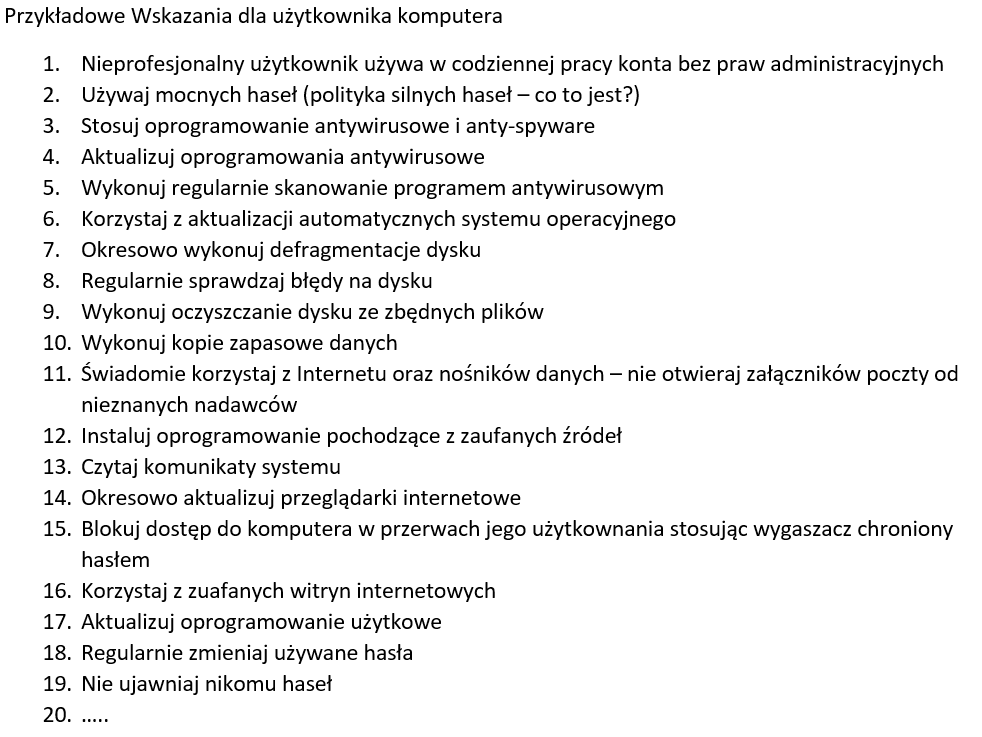 Przykładowe Wskazania dla użytkownika komputera
1. Nieprofesjonalny użytkownik używa w codziennej pracy konta bez praw administracyjnych
2. Używaj mocnych haseł (polityka silnych haseł – co to jest?)
3. Stosuj oprogramowanie antywirusowe i anty-spyware
4. Aktualizuj oprogramowania antywirusowe
5. Wykonuj regularnie skanowanie programem antywirusowym
6. Korzystaj z aktualizacji automatycznych systemu operacyjnego
7. Okresowo wykonuj defragmentacje dysku
8. Regularnie sprawdzaj błędy na dysku
9. Wykonuj oczyszczanie dysku ze zbędnych plików
10. Wykonuj kopie zapasowe danych
11. Świadomie korzystaj z Internetu oraz nośników danych – nie otwieraj załączników poczty od
nieznanych nadawców
12. Instaluj oprogramowanie pochodzące z zaufanych źródeł
13. Czytaj komunikaty systemu
14. Okresowo aktualizuj przeglądarki internetowe
15. Blokuj dostęp do komputera w przerwach jego użytkownania stosując wygaszacz chroniony
hasłem
16. Korzystaj z zuafanych witryn internetowych
17. Aktualizuj oprogramowanie użytkowe
18. Regularnie zmieniaj używane hasła
19. Nie ujawniaj nikomu haseł
20. …..